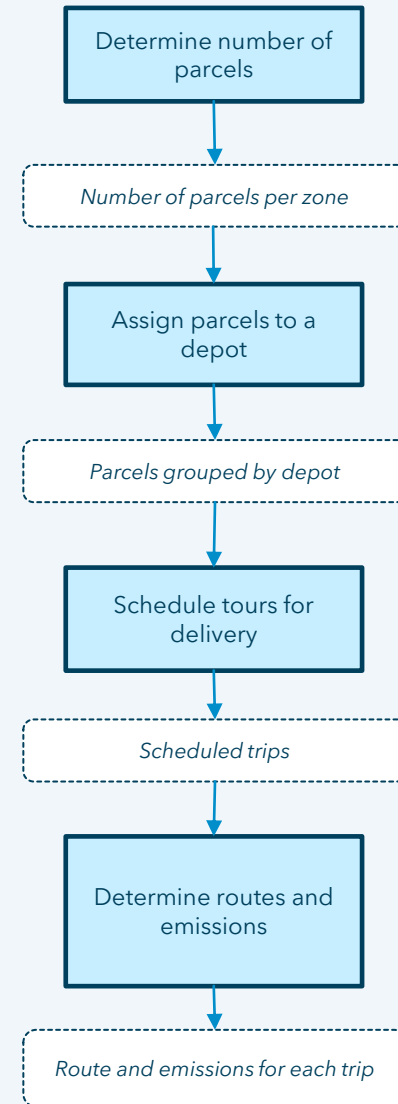 Determine number of
parcels
Number of parcels per zone
Assign parcels to a
depot
Parcels grouped by depot
Schedule tours for
delivery
Scheduled trips
Determine routes and
emissions
Route and emissions for each trip